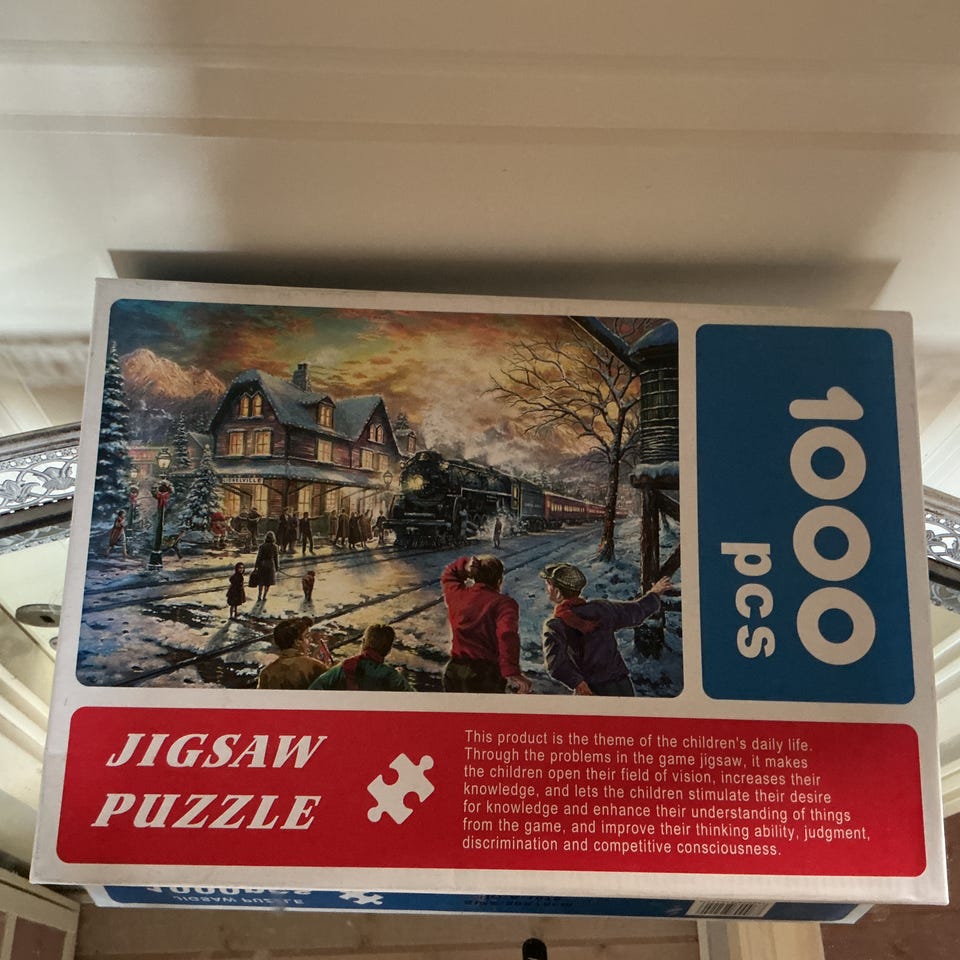 1000
pcs
JIGSAW
PUZZLE
This product is the theme of the children's daily life.
Through the problems in the game jigsaw, it makes
the children open their field of vision, increases their
knowledge, and lets the children stimulate their desire
for knowledge and enhance their understanding of things
from the game, and improve their thinking ability, judgment,
discrimination and competitive consciousness.
1000pcs
JIGSAW PUZZLE